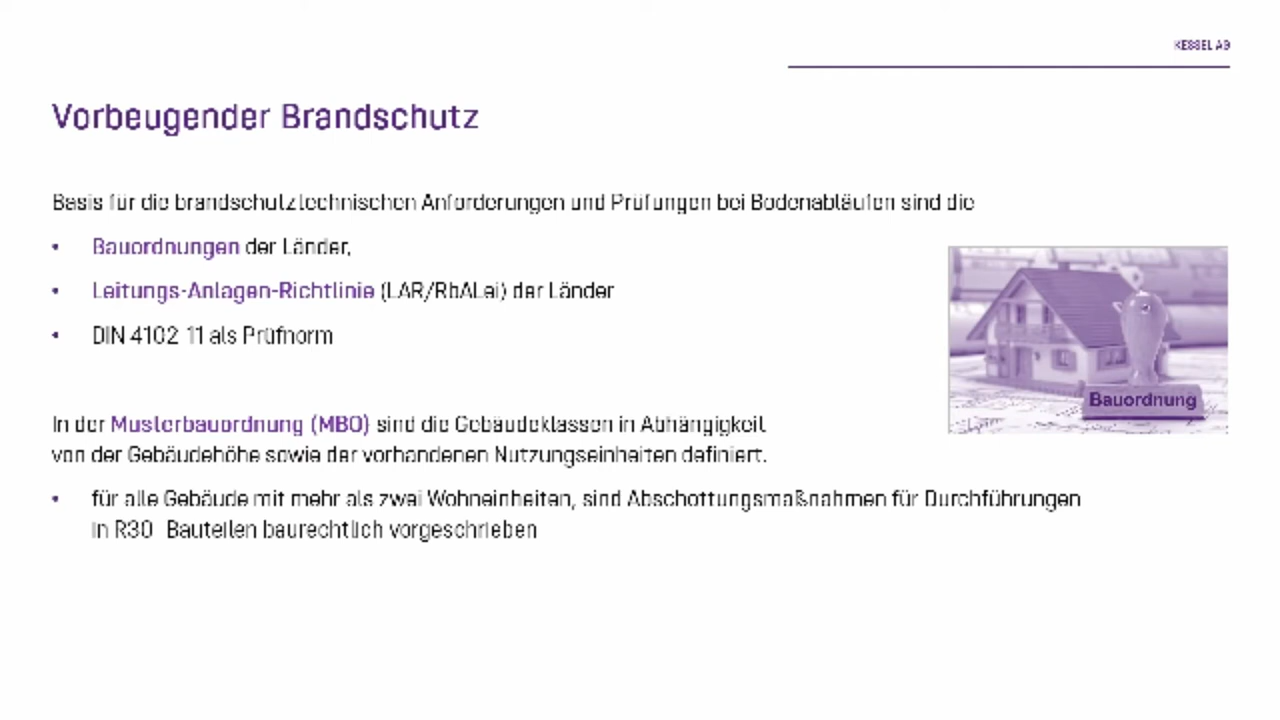 KESSEL AG
Vorbeugender Brandschutz
Basis für die brandschutztechnischen Anforderungen und Prüfungen bei Bodenabläufen sind die
• Bauordnungen der Länder,
• Leitungs-Anlagen-Richtlinie (LAR/RbALei) der Länder
• DIN 4102-11 als Prüfnorm
Bauordnung
In der Musterbauordnung (MBO) sind die Gebäudeklassen in Abhängigkeit
von der Gebäudehöhe sowie der vorhandenen Nutzungseinheiten definiert.
• für alle Gebäude mit mehr als zwei Wohneinheiten, sind Abschottungsmaßnahmen für Durchführungen
in R30- Bauteilen baurechtlich vorgeschrieben